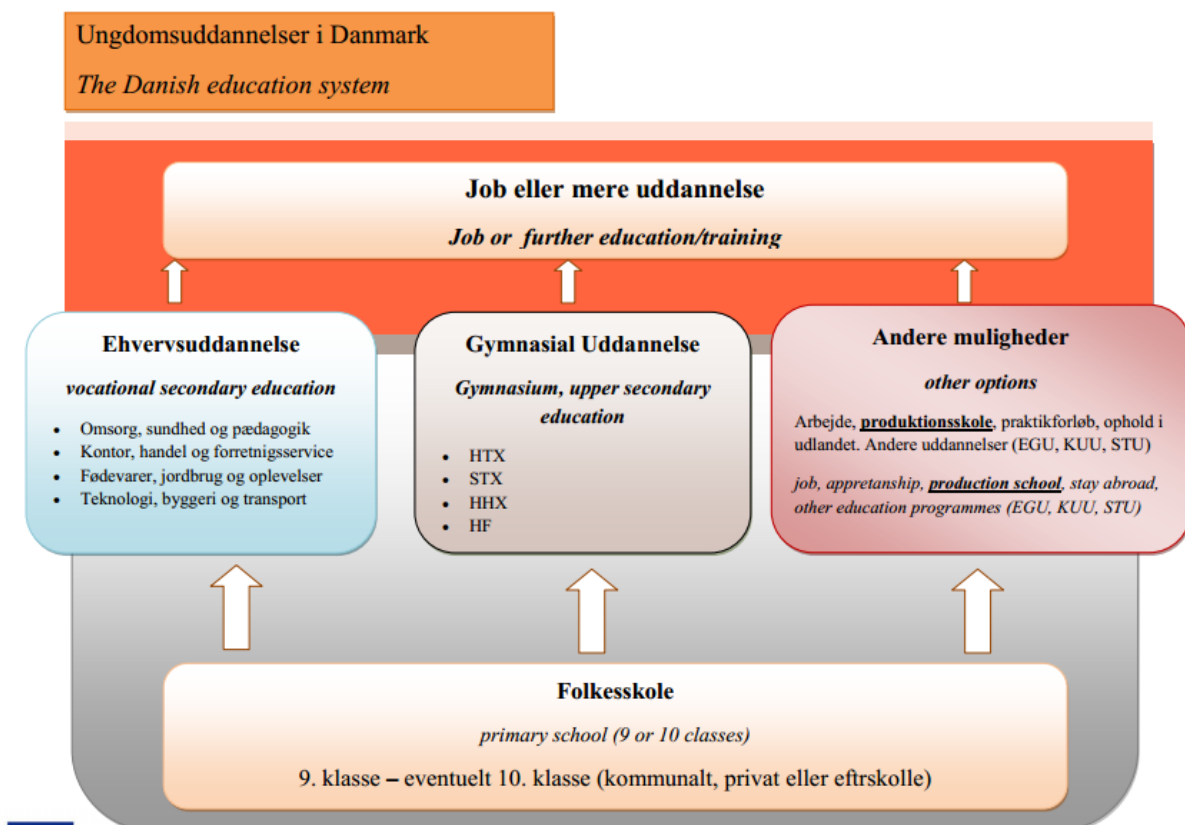 Ungdomsuddannelser i Danmark
The Danish education system
Job eller mere uddannelse
Job or further education/training
Ehvervsuddannelse
vocational secondary education
• Omsorg, sundhed og pædagogik
• Kontor, handel og forretnigsservice
• Fødevarer, jordbrug og oplevelser
• Teknologi, byggeri og transport
Gymnasial Uddannelse
Gymnasium, upper secondary
education
• HTX
• STX
• HHX
• HF
Andere muligheder
other options
Arbejde, produktionsskole, praktikforløb, ophold i
udlandet. Andere uddannelser (EGU, KUU, STU)
job, appretanship, production school, stay abroad,
other education programmes (EGU, KUU, STU)
Folkesskole
primary school (9 or 10 classes)
9. klasse – eventuelt 10. klasse (kommunalt, privat eller eftrskolle)